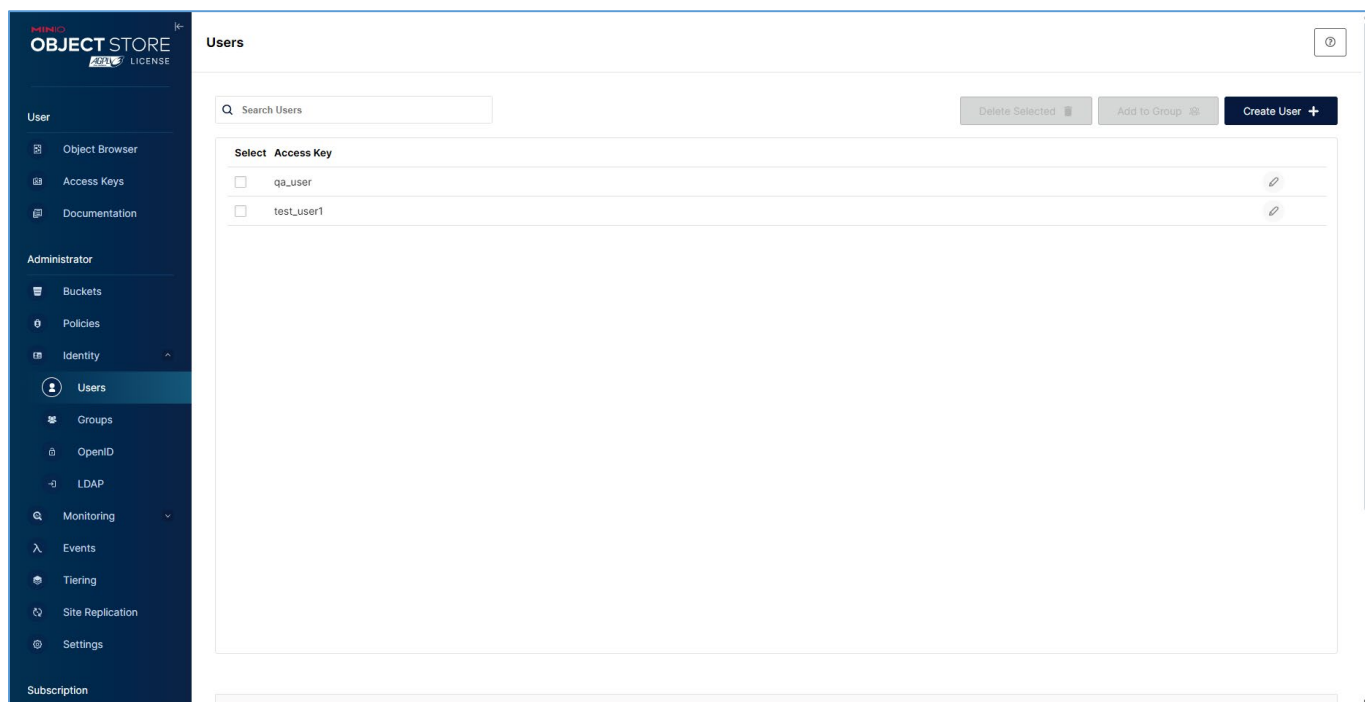 MINIO
OBJECT STORE
AGPLv3 LICENSE
User
Object Browser
Access Keys
Documentation
Administrator
Buckets
Policies
Identity
Users
Groups
OpenID
LDAP
Monitoring
Events
Tiering
Site Replication
Settings
Subscription
Users
Search Users
Delete Selected
Add to Group
Create User +
Select Access Key
qa_user
test_user1